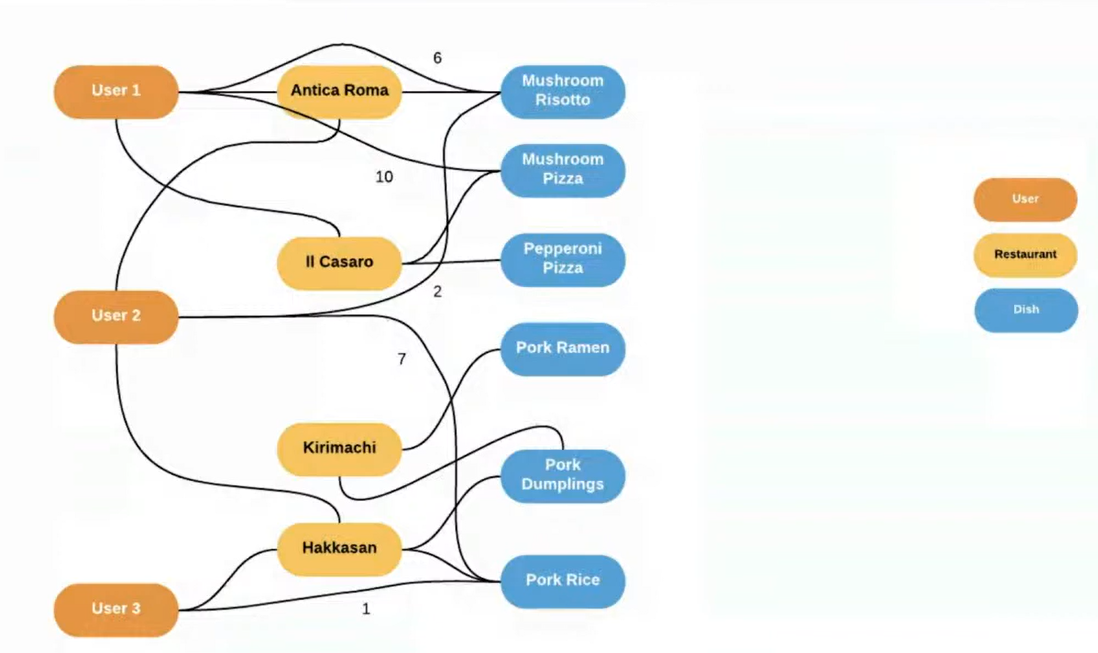 6
User 1
Antica Roma
Mushroom
Risotto
Mushroom
Pizza
10
User
Il Casaro
Pepperoni
Pizza
Restaurant
2
User 2
Dish
Pork Ramen
7
Kirimachi
Pork
Dumplings
Hakkasan
Pork Rice
User 3
1